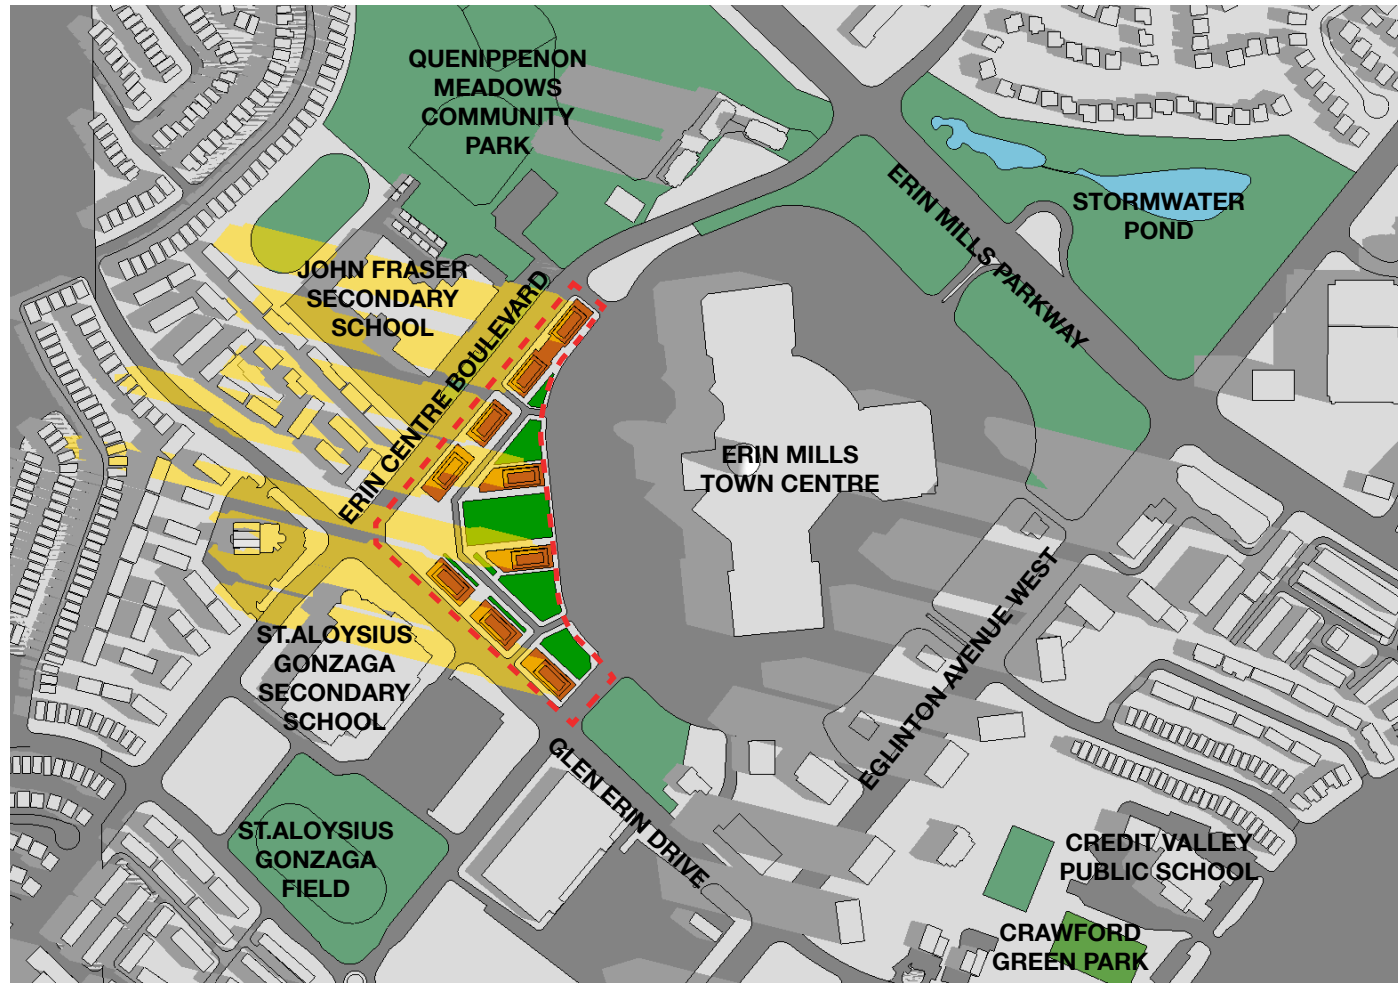 QUENIPPENON
MEADOWS
COMMUNITY
PARK
ERIN MILLS PARKWAY
STORMWATER
POND
JOHN FRASER
SECONDARY
SCHOOL
ERIN CENTRE BOULEVARD
ERIN MILLS
TOWN CENTRE
EGLINTON AVENUE WEST
ST.ALOYSIUS
GONZAGA
SECONDARY
SCHOOL
GLEN ERIN DRIVE
ST.ALOYSIUS
GONZAGA
FIELD
CREDIT VALLEY
PUBLIC SCHOOL
CRAWFORD
GREEN PARK